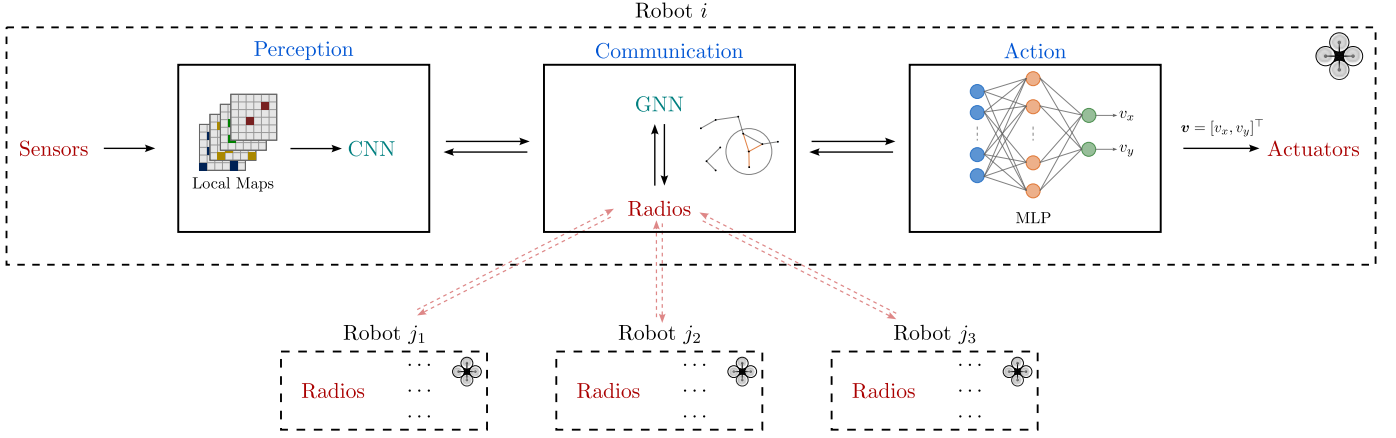 Robot i
Perception
Communication
Action
Sensors
Local Maps
CNN
GNN
Radios
v_x
v_y
MLP
v = [v_x, v_y]^⊤
Actuators
Robot j_1
Robot j_2
Robot j_3
Radios
...
...
...
Radios
...
...
...
Radios
...
...
...